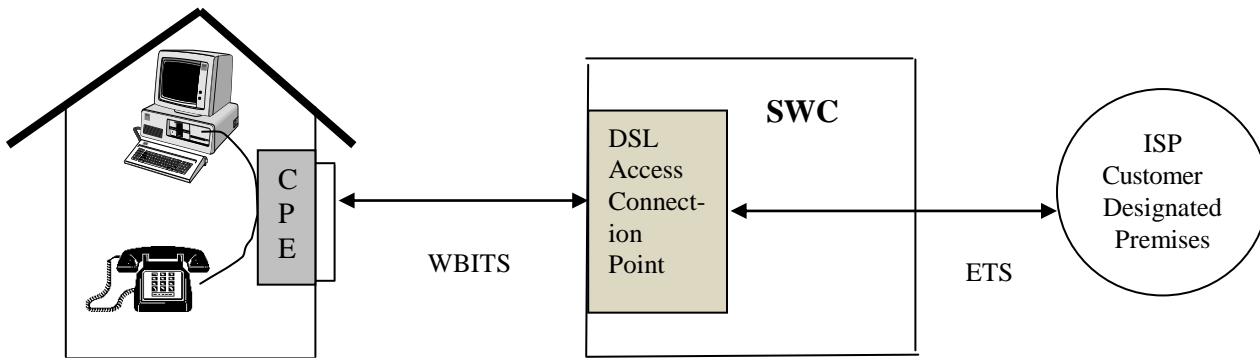 C
P
E
WBITS
DSL
Access
Connect-
ion
Point
SWC
ETS
ISP
Customer
Designated
Premises